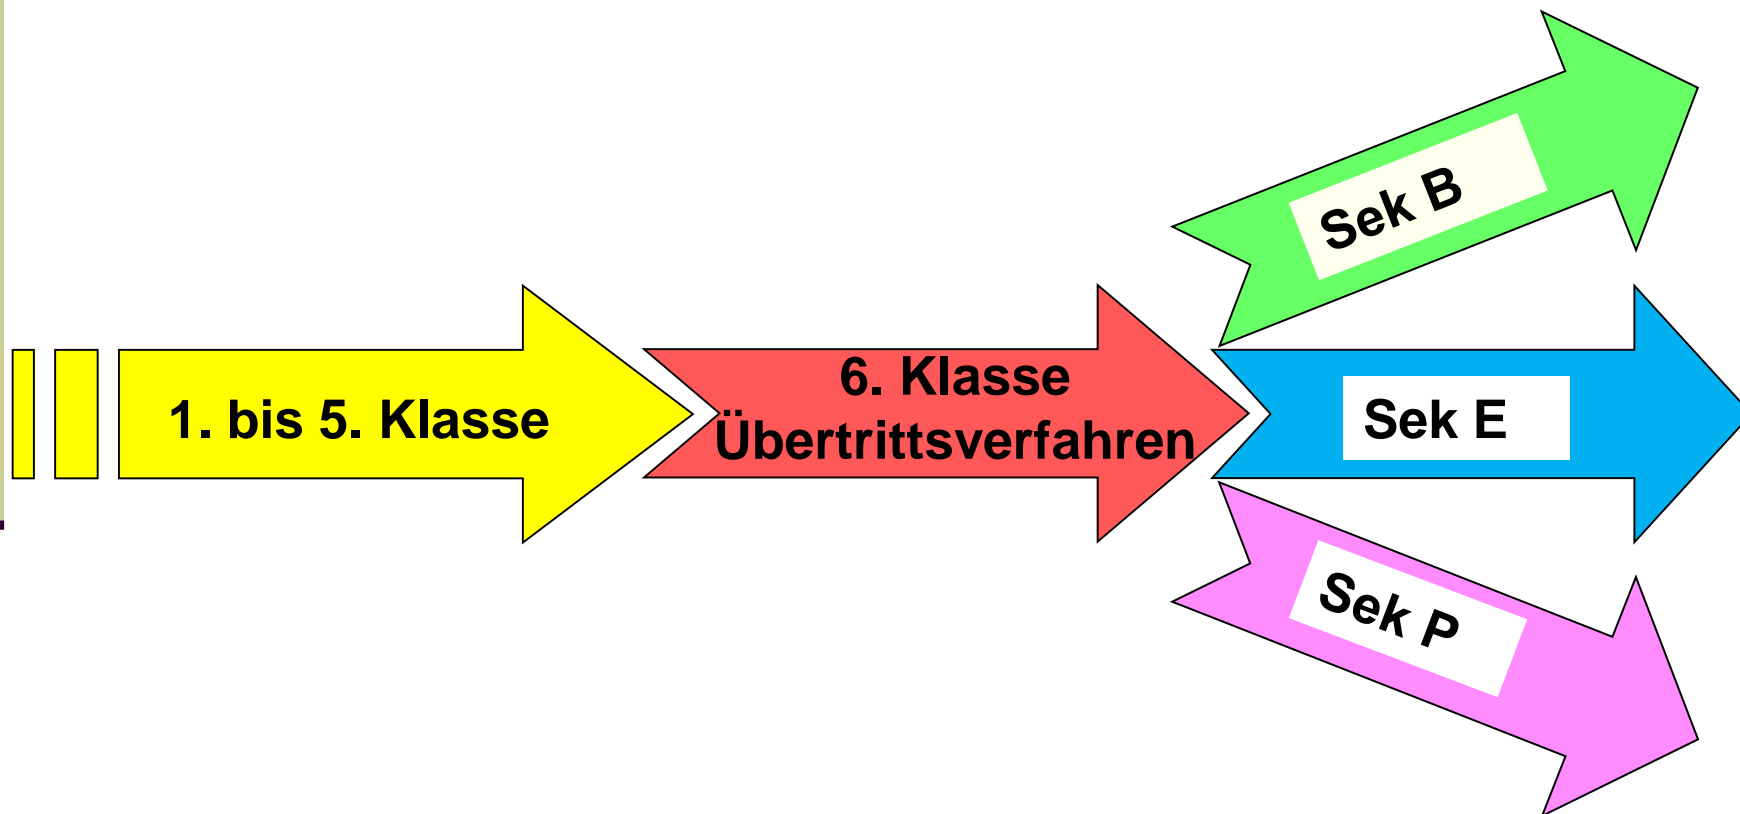 1. bis 5. Klasse
6. Klasse
Übertrittsverfahren
Sek B
Sek E
Sek P